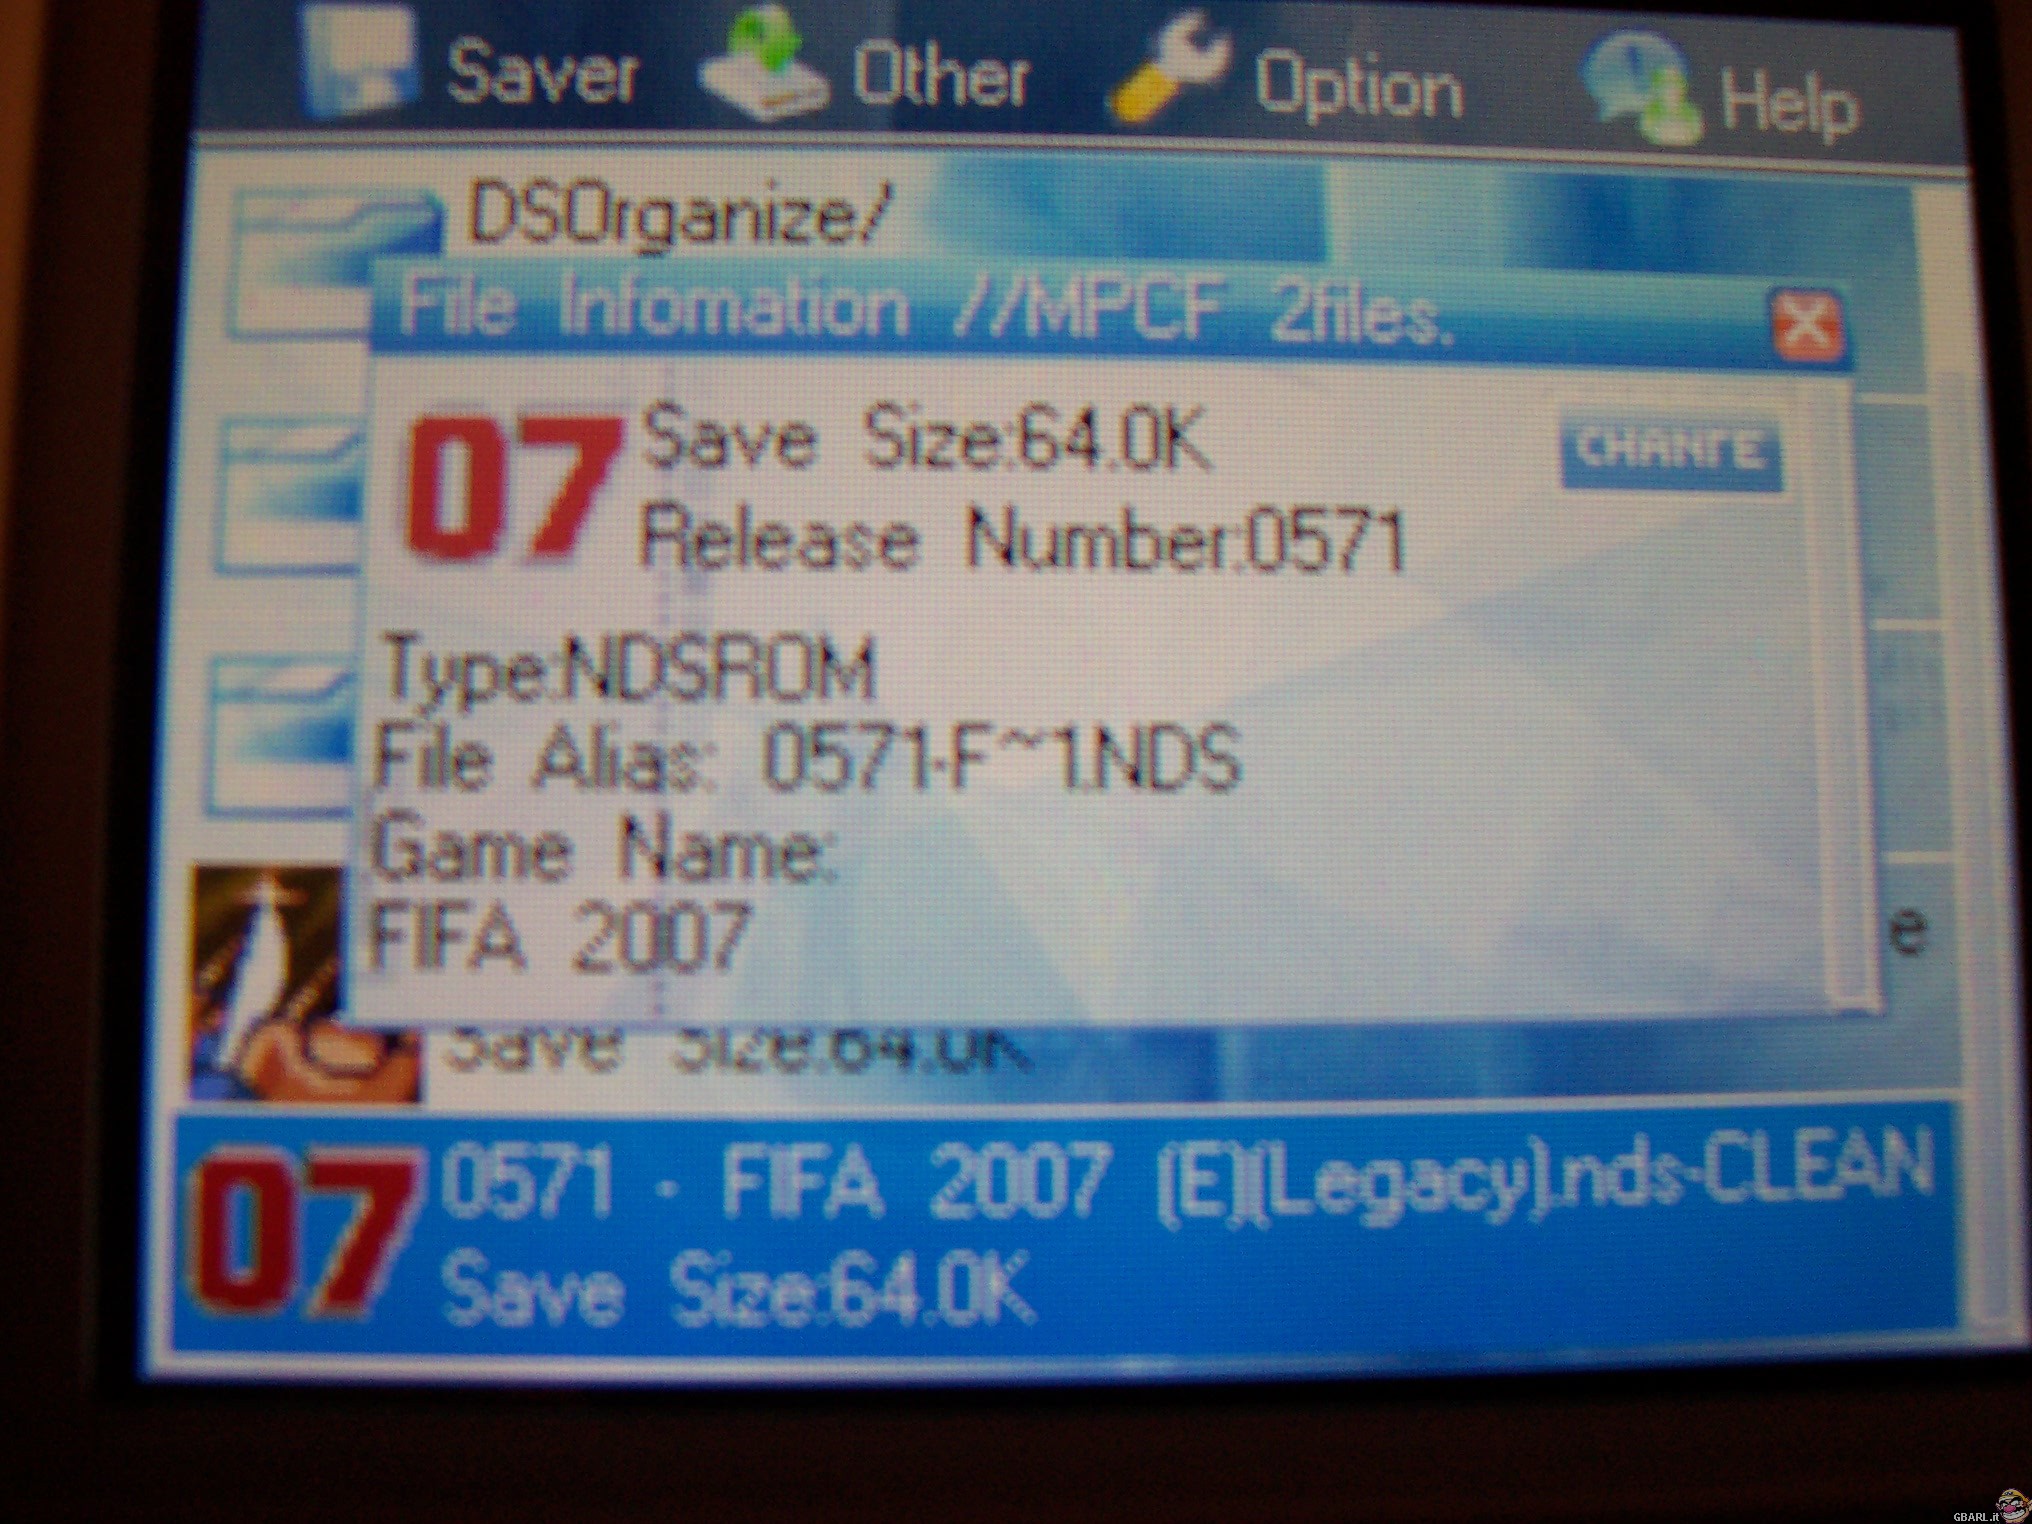 Saver Other Option Help
DSOrganize/
File Infomation //MPCF 2files.
07
Save Size:64.0K
CHANGE
Release Number:0571
Type:NDSROM
File Alias: 0571-F~1.NDS
Game Name:
FIFA 2007
e
Save Size:64.0K
07
0571 - FIFA 2007 (E)(Legacy).nds-CLEAN
Save Size:64.0K
GBARL.it